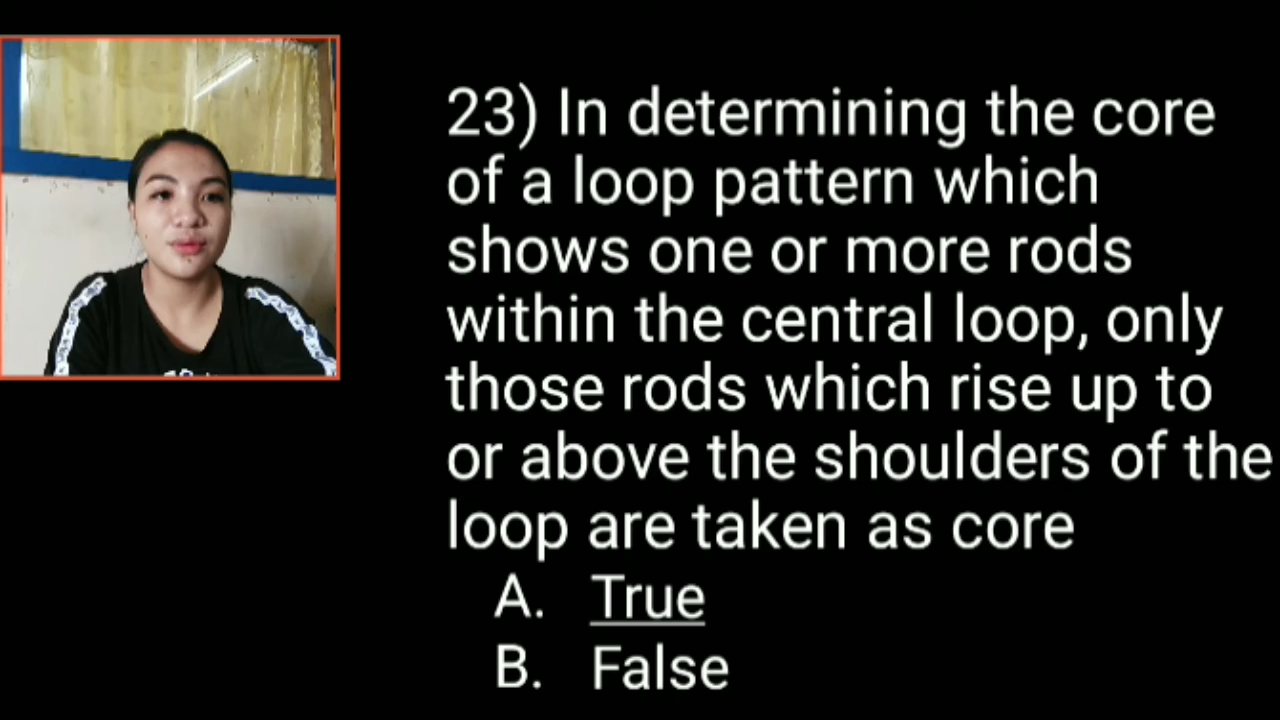 23) In determining the core
of a loop pattern which
shows one or more rods
within the central loop, only
those rods which rise up to
or above the shoulders of the
loop are taken as core
A. True
B. False